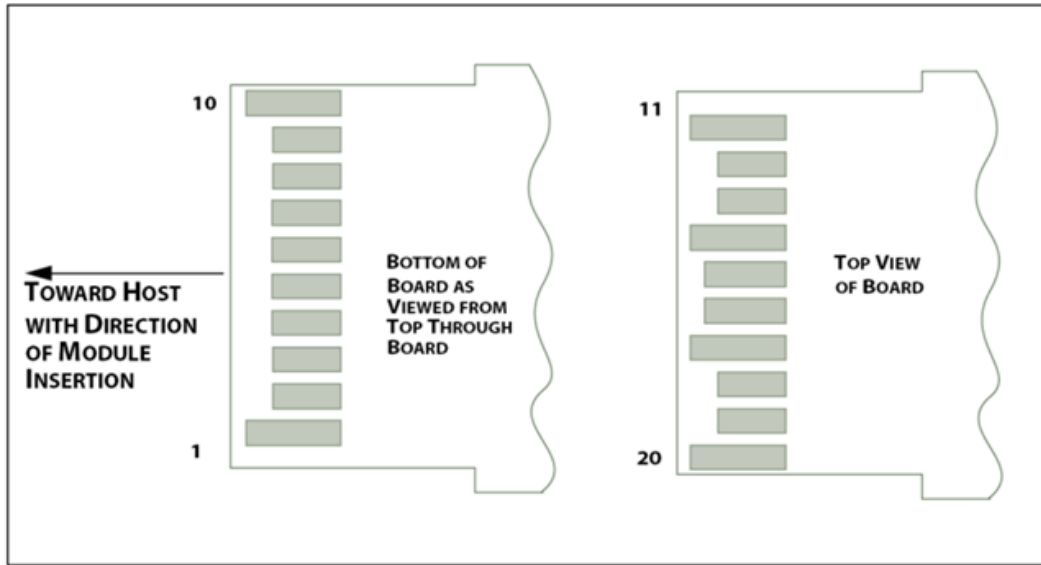 10
1
TOWARD HOST
WITH DIRECTION
OF MODULE
INSERTION
BOTTOM OF
BOARD AS
VIEWED FROM
TOP THROUGH
BOARD
11
20
TOP VIEW
OF BOARD